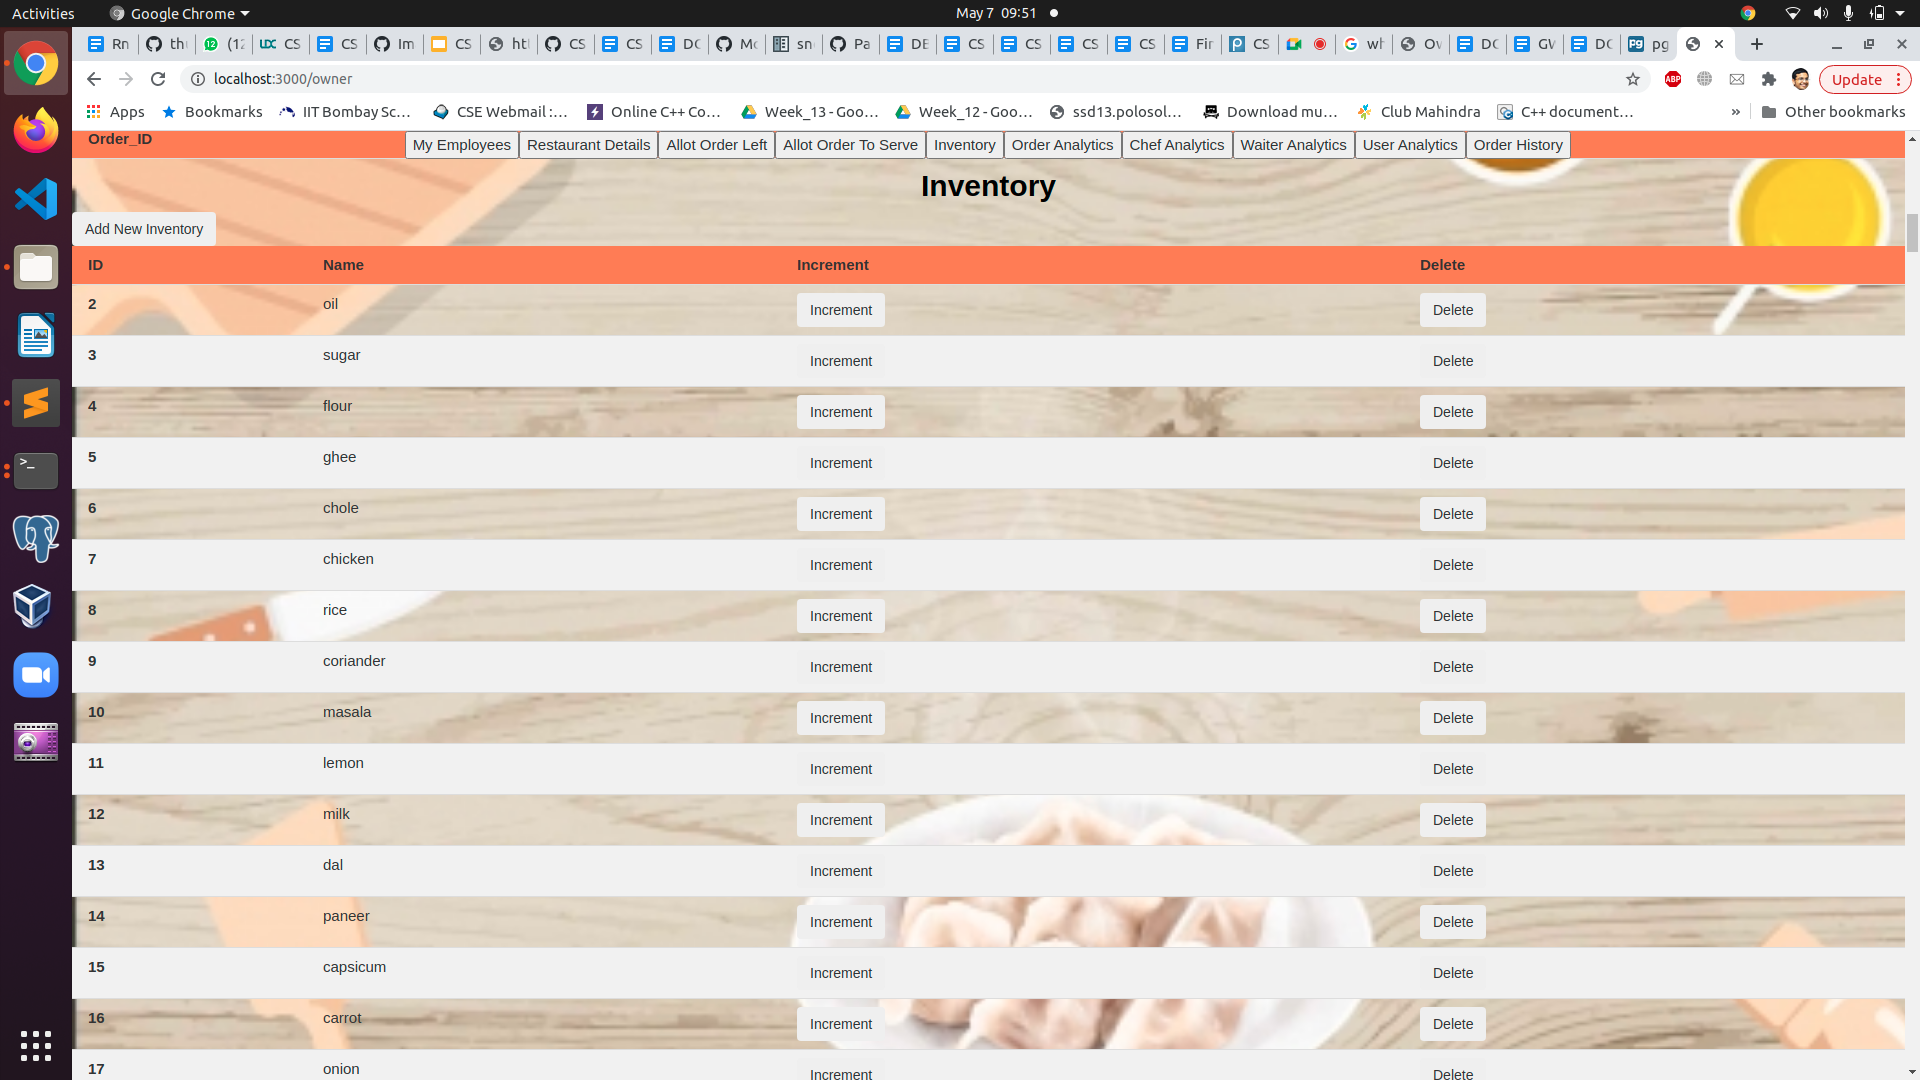 Activities Google Chrome May 7 09:51
Rn th (12 CS CS Im CS ht CS CS DC Mc sn Pa DE CS CS CS CS Fir CS wh Ov DC GV DC pg
localhost:3000/owner Update
Apps Bookmarks IIT Bombay Sc… CSE Webmail :… Online C++ Co… Week_13 - Goo… Week_12 - Goo… ssd13.polosol… Download mu… Club Mahindra C++ document… » Other bookmarks
Order_ID My Employees Restaurant Details Allot Order Left Allot Order To Serve Inventory Order Analytics Chef Analytics Waiter Analytics User Analytics Order History
Inventory
Add New Inventory
ID Name Increment Delete
2 oil Increment Delete
3 sugar Increment Delete
4 flour Increment Delete
5 ghee Increment Delete
6 chole Increment Delete
7 chicken Increment Delete
8 rice Increment Delete
9 coriander Increment Delete
10 masala Increment Delete
11 lemon Increment Delete
12 milk Increment Delete
13 dal Increment Delete
14 paneer Increment Delete
15 capsicum Increment Delete
16 carrot Increment Delete
17 onion Increment Delete